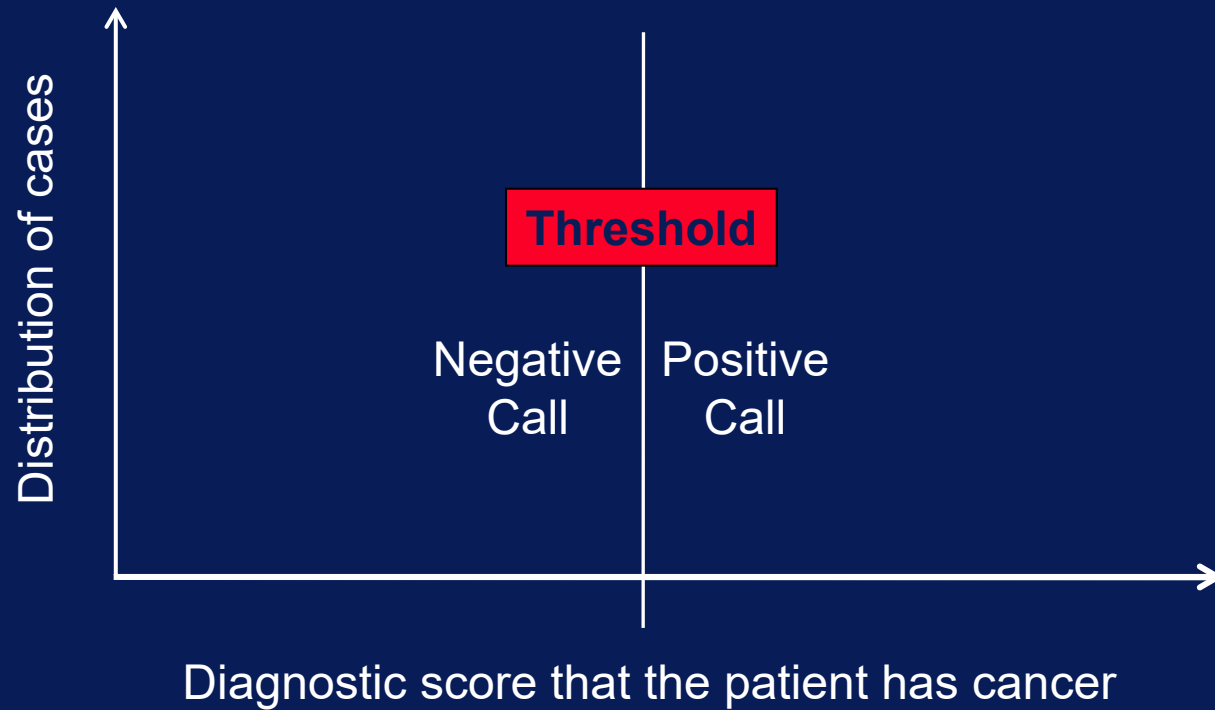 Distribution of cases
Threshold
Negative Call
Positive Call
Diagnostic score that the patient has cancer